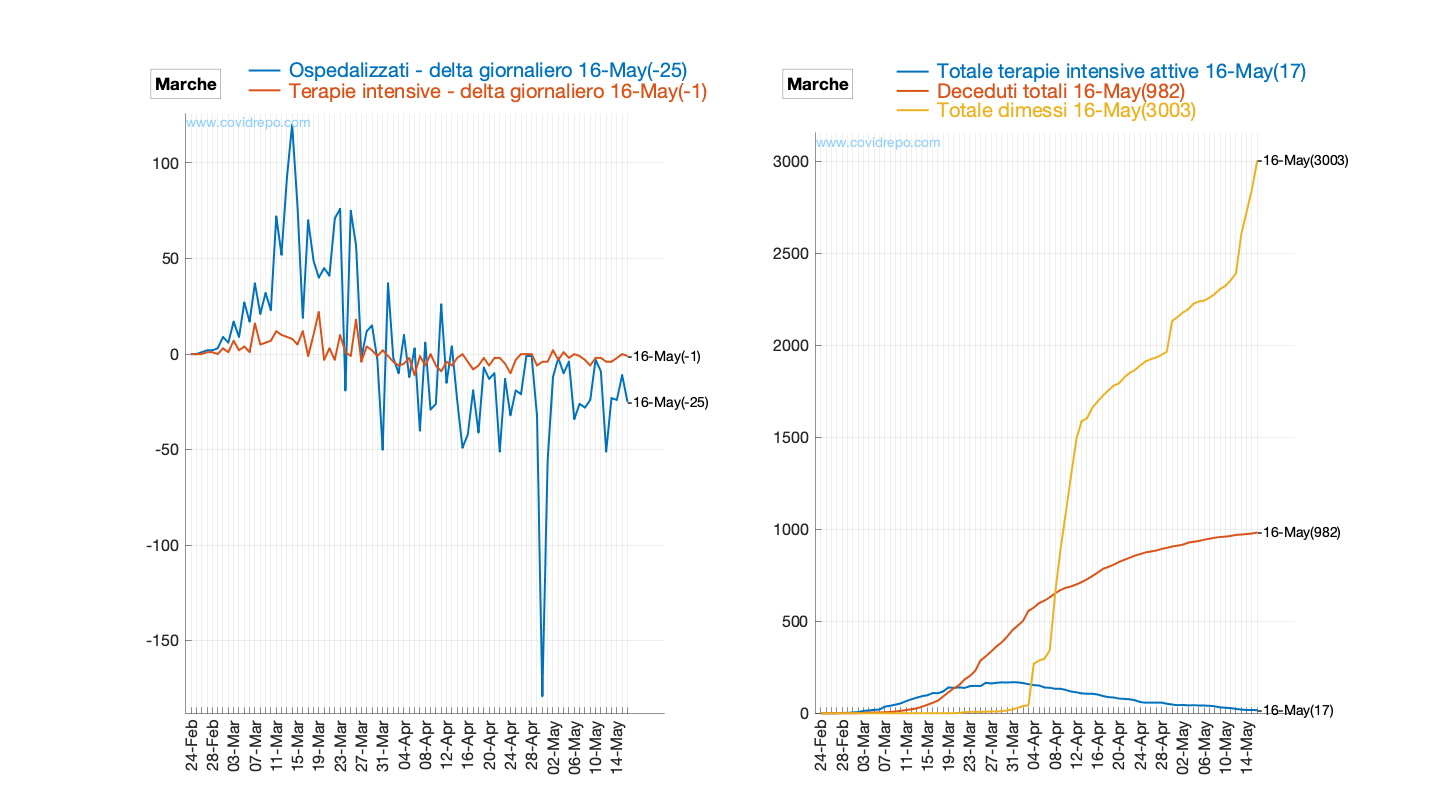 Marche
Ospedalizzati - delta giornaliero 16-May(-25)
Terapie intensive - delta giornaliero 16-May(-1)
www.covidrepo.com
100
50
0
-50
-100
-150
16-May(-1)
16-May(-25)
24-Feb
28-Feb
03-Mar
07-Mar
11-Mar
15-Mar
19-Mar
23-Mar
27-Mar
31-Mar
04-Apr
08-Apr
12-Apr
16-Apr
20-Apr
24-Apr
28-Apr
02-May
06-May
10-May
14-May
Marche
Totale terapie intensive attive 16-May(17)
Deceduti totali 16-May(982)
Totale dimessi 16-May(3003)
www.covidrepo.com
3000
2500
2000
1500
1000
500
0
16-May(3003)
16-May(982)
16-May(17)
24-Feb
28-Feb
03-Mar
07-Mar
11-Mar
15-Mar
19-Mar
23-Mar
27-Mar
31-Mar
04-Apr
08-Apr
12-Apr
16-Apr
20-Apr
24-Apr
28-Apr
02-May
06-May
10-May
14-May